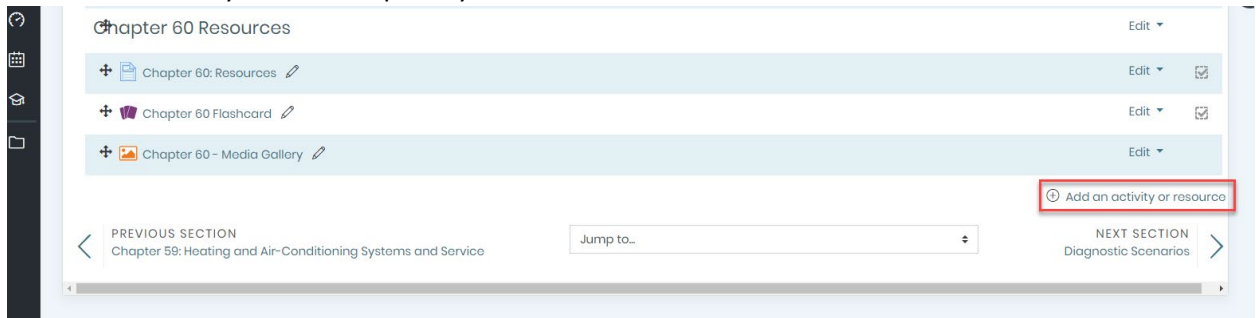 Chapter 60 Resources
Edit
Chapter 60: Resources
Edit
Chapter 60 Flashcard
Edit
Chapter 60 - Media Gallery
Edit
Add an activity or resource
PREVIOUS SECTION
Chapter 59: Heating and Air-Conditioning Systems and Service
Jump to...
NEXT SECTION
Diagnostic Scenarios